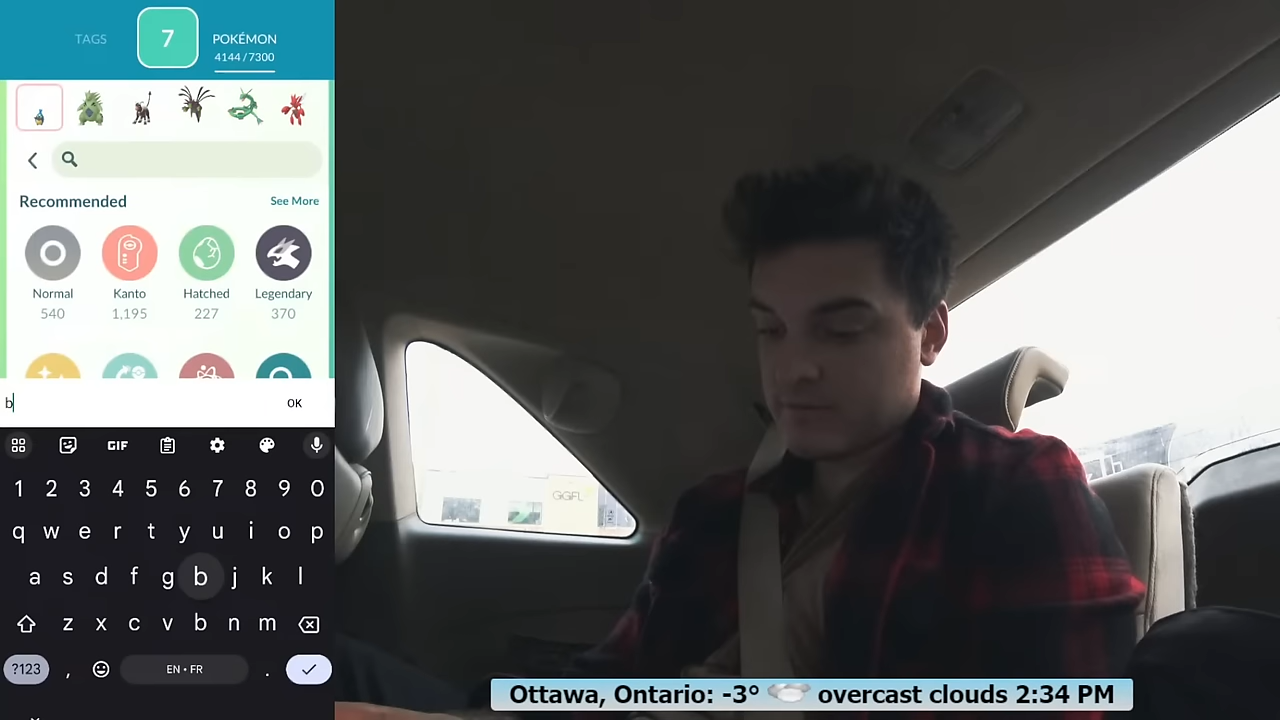 TAGS
7
POKÉMON
4144 / 7300
Recommended
See More
Normal
Kanto
Hatched
Legendary
540
1,195
227
370
b
OK
GIF
1 2 3 4 5 6 7 8 9 0
q w e r t y u i o p
a s d f g b j k l
z x c v b n m
?123 , EN • FR .
GGFL
Ottawa, Ontario: -3° overcast clouds 2:34 PM